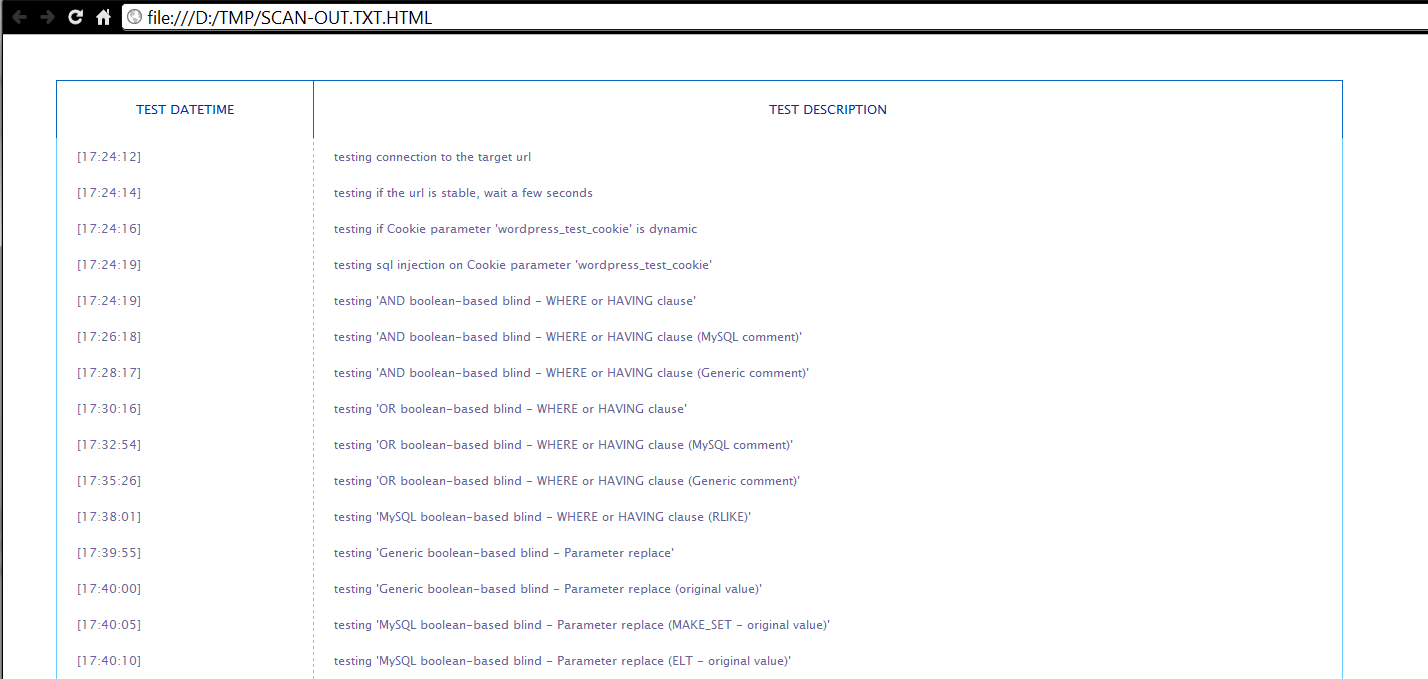 file:///D:/TMP/SCAN-OUT.TXT.HTML
TEST DATETIME TEST DESCRIPTION
[17:24:12] testing connection to the target url
[17:24:14] testing if the url is stable, wait a few seconds
[17:24:16] testing if Cookie parameter 'wordpress_test_cookie' is dynamic
[17:24:19] testing sql injection on Cookie parameter 'wordpress_test_cookie'
[17:24:19] testing 'AND boolean-based blind - WHERE or HAVING clause'
[17:26:18] testing 'AND boolean-based blind - WHERE or HAVING clause (MySQL comment)'
[17:28:17] testing 'AND boolean-based blind - WHERE or HAVING clause (Generic comment)'
[17:30:16] testing 'OR boolean-based blind - WHERE or HAVING clause'
[17:32:54] testing 'OR boolean-based blind - WHERE or HAVING clause (MySQL comment)'
[17:35:26] testing 'OR boolean-based blind - WHERE or HAVING clause (Generic comment)'
[17:38:01] testing 'MySQL boolean-based blind - WHERE or HAVING clause (RLIKE)'
[17:39:55] testing 'Generic boolean-based blind - Parameter replace'
[17:40:00] testing 'Generic boolean-based blind - Parameter replace (original value)'
[17:40:05] testing 'MySQL boolean-based blind - Parameter replace (MAKE_SET - original value)'
[17:40:10] testing 'MySQL boolean-based blind - Parameter replace (ELT - original value)'